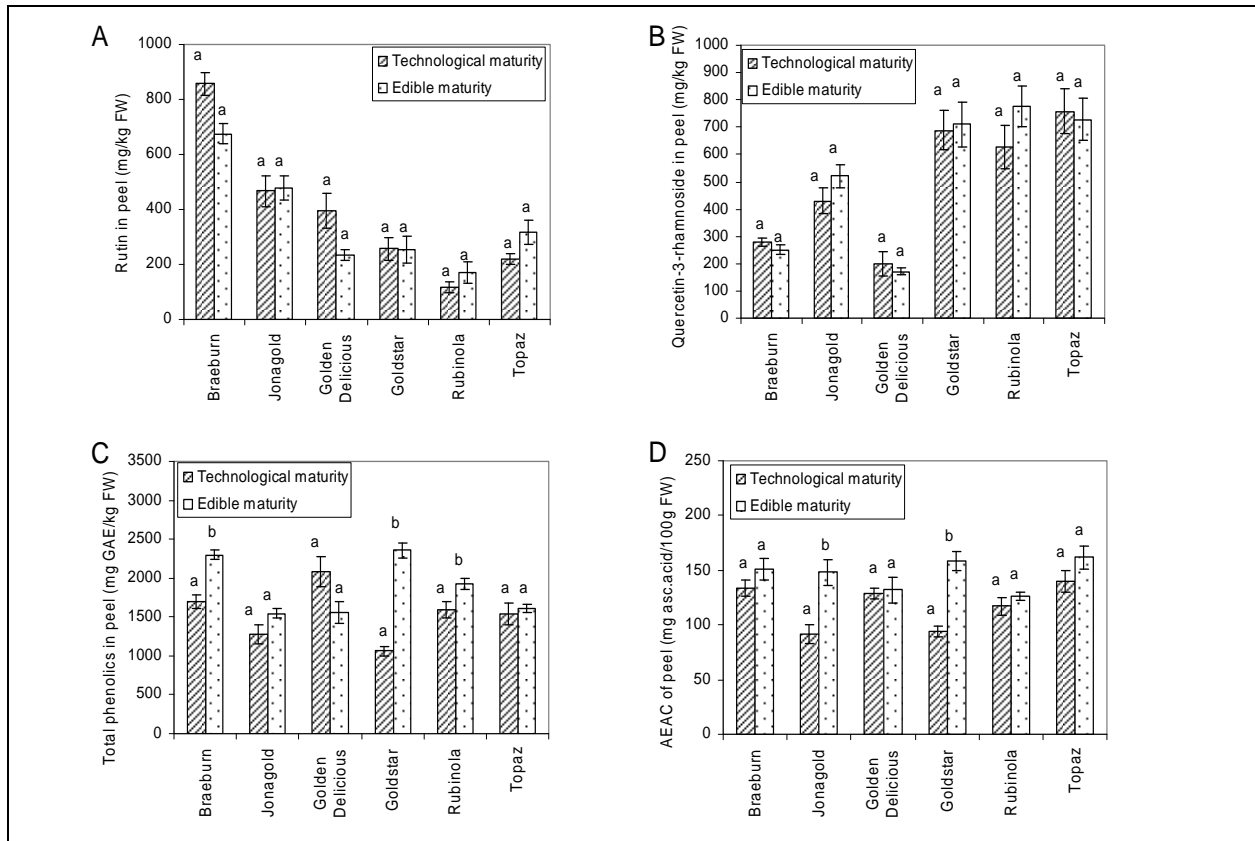 A
Rutin in peel (mg/kg FW)
1000
800
600
400
200
0
Technological maturity
Edible maturity
a
a
a a
a
a
a a
a
a
a
a
Braeburn
Jonagold
Golden
Delicious
Goldstar
Rubinola
Topaz
B
Quercetin-3-rhamnoside in peel (mg/kg FW)
1000
900
800
700
600
500
400
300
200
100
0
Technological maturity
Edible maturity
a
a
a
a
a
a
a
a
a
a
a
a
Braeburn
Jonagold
Golden
Delicious
Goldstar
Rubinola
Topaz
C
Total phenolics in peel (mg GAE/kg FW)
3500
3000
2500
2000
1500
1000
500
0
Technological maturity
Edible maturity
a
b
a
a
a
a
a
b
a
b
a a
Braeburn
Jonagold
Golden
Delicious
Goldstar
Rubinola
Topaz
D
AEAC of peel (mg asc.acid/100g FW)
250
200
150
100
50
0
Technological maturity
Edible maturity
a
a
a
b
a
a
a
b
a
a
a
a
Braeburn
Jonagold
Golden
Delicious
Goldstar
Rubinola
Topaz